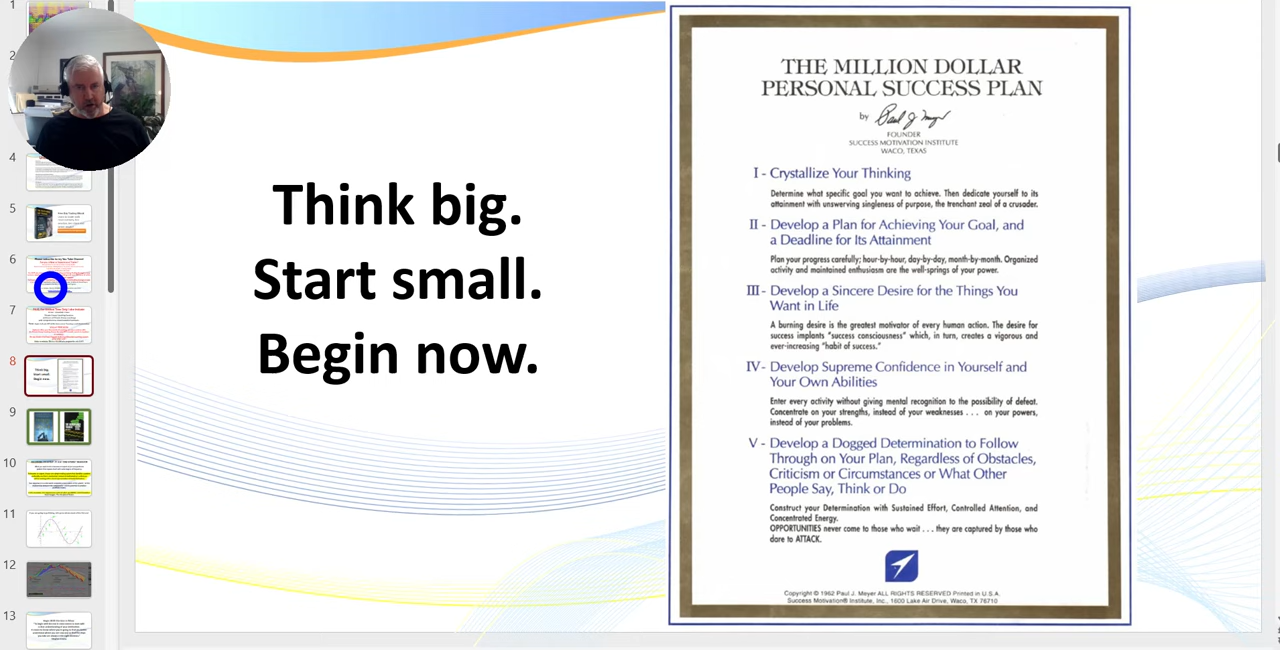 1
2
4
5
6
7
8
9
10
11
12
13
Think big.
Start small.
Begin now.
THE MILLION DOLLAR
PERSONAL SUCCESS PLAN
by Paul J Meyer
FOUNDER
SUCCESS MOTIVATION INSTITUTE
WACO, TEXAS
I - Crystallize Your Thinking
Determine what specific goal you want to achieve. Then dedicate yourself to its
attainment with unswerving singleness of purpose, the trenchant zeal of a crusader.
II - Develop a Plan for Achieving Your Goal, and
a Deadline for Its Attainment
Plan your progress carefully; hour-by-hour, day-by-day, month-by-month. Organized
activity and maintained enthusiasm are the well-springs of your power.
III - Develop a Sincere Desire for the Things You
Want in Life
A burning desire is the greatest motivator of every human action. The desire for
success implants "success consciousness" which, in turn, creates a vigorous and
ever-increasing "habit of success."
IV - Develop Supreme Confidence in Yourself and
Your Own Abilities
Enter every activity without giving mental recognition to the possibility of defeat.
Concentrate on your strengths, instead of your weaknesses . . . on your powers,
instead of your problems.
V - Develop a Dogged Determination to Follow
Through on Your Plan, Regardless of Obstacles,
Criticism or Circumstances or What Other
People Say, Think or Do
Construct your Determination with Sustained Effort, Controlled Attention, and
Concentrated Energy.
OPPORTUNITIES never come to those who wait . . . they are captured by those who
dare to ATTACK.
Copyright © 1962 Paul J. Meyer ALL RIGHTS RESERVED Printed in U.S.A.
Success Motivation® Institute, Inc., 1600 Lake Air Drive, Waco, TX 76710